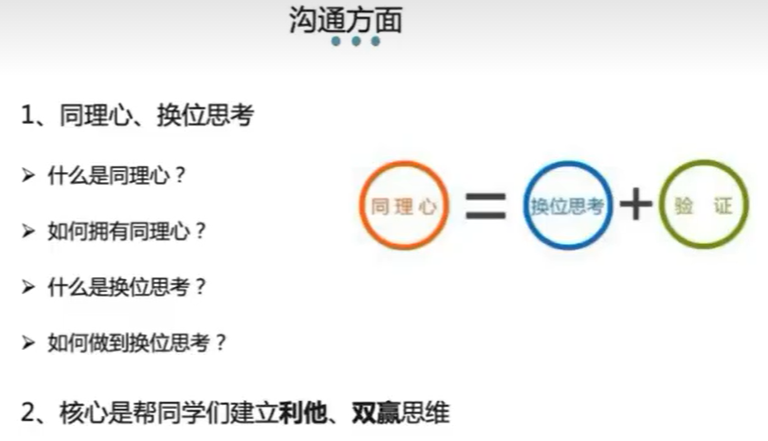 沟通方面
1、同理心、换位思考
➢ 什么是同理心？
➢ 如何拥有同理心？
➢ 什么是换位思考？
➢ 如何做到换位思考？
同理心 = 换位思考 + 验 证
2、核心是帮同学们建立利他、双赢思维